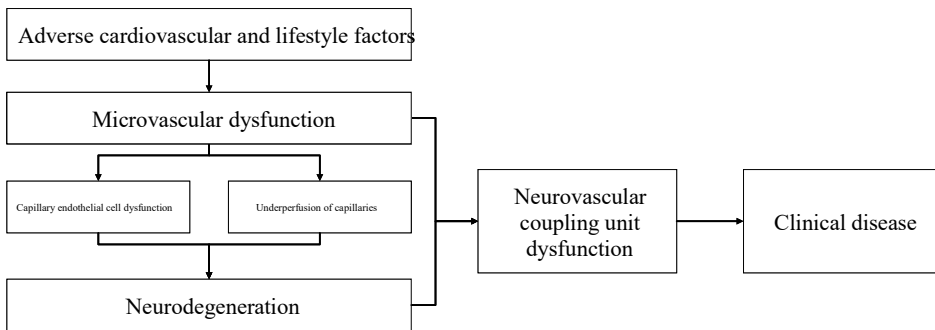 Adverse cardiovascular and lifestyle factors
Microvascular dysfunction
Capillary endothelial cell dysfunction
Underperfusion of capillaries
Neurodegeneration
Neurovascular
coupling unit
dysfunction
Clinical disease